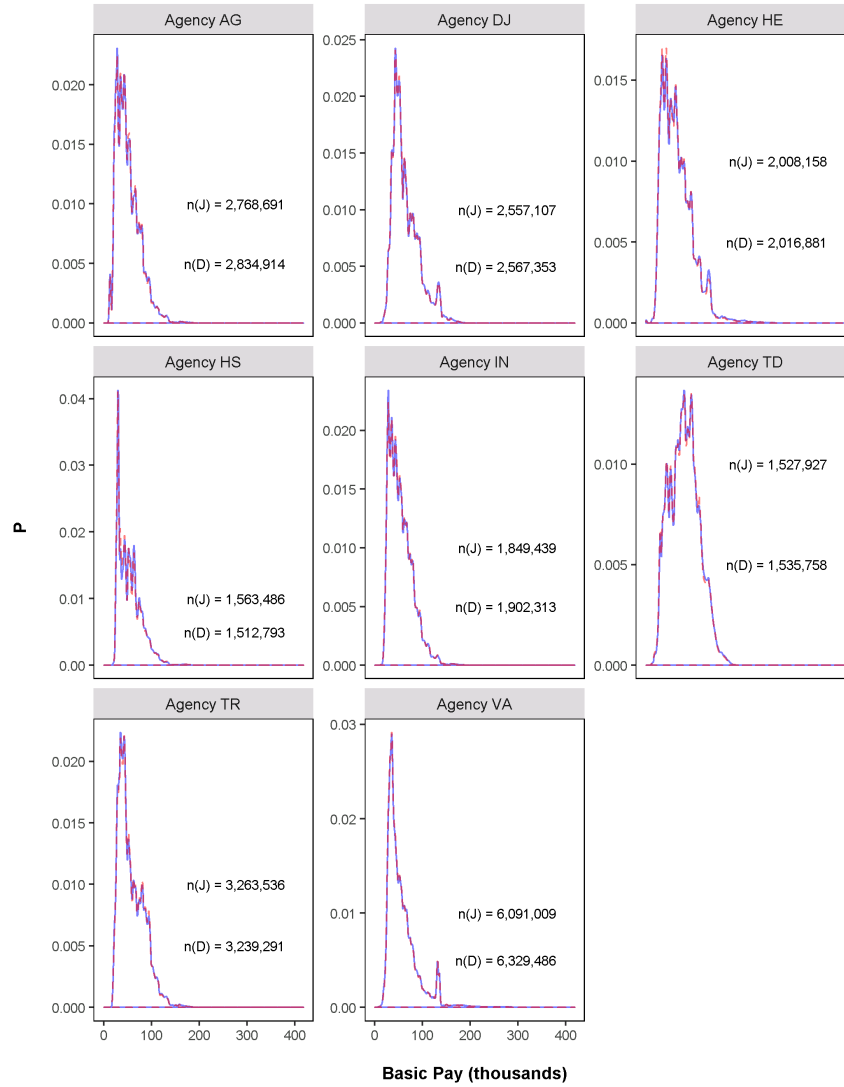 Agency AG
Agency DJ
Agency HE
0.020
0.015
0.010
0.005
0.000
n(J) = 2,768,691
n(D) = 2,834,914
0.025
0.020
0.015
0.010
0.005
0.000
n(J) = 2,557,107
n(D) = 2,567,353
0.015
0.010
0.005
0.000
n(J) = 2,008,158
n(D) = 2,016,881
Agency HS
Agency IN
Agency TD
0.04
0.03
0.02
0.01
0.00
n(J) = 1,563,486
n(D) = 1,512,793
0.020
0.015
0.010
0.005
0.000
n(J) = 1,849,439
n(D) = 1,902,313
0.010
0.005
0.000
n(J) = 1,527,927
n(D) = 1,535,758
P
Agency TR
Agency VA
0.020
0.015
0.010
0.005
0.000
n(J) = 3,263,536
n(D) = 3,239,291
0.03
0.02
0.01
0.00
n(J) = 6,091,009
n(D) = 6,329,486
0 100 200 300 400
0 100 200 300 400
Basic Pay (thousands)